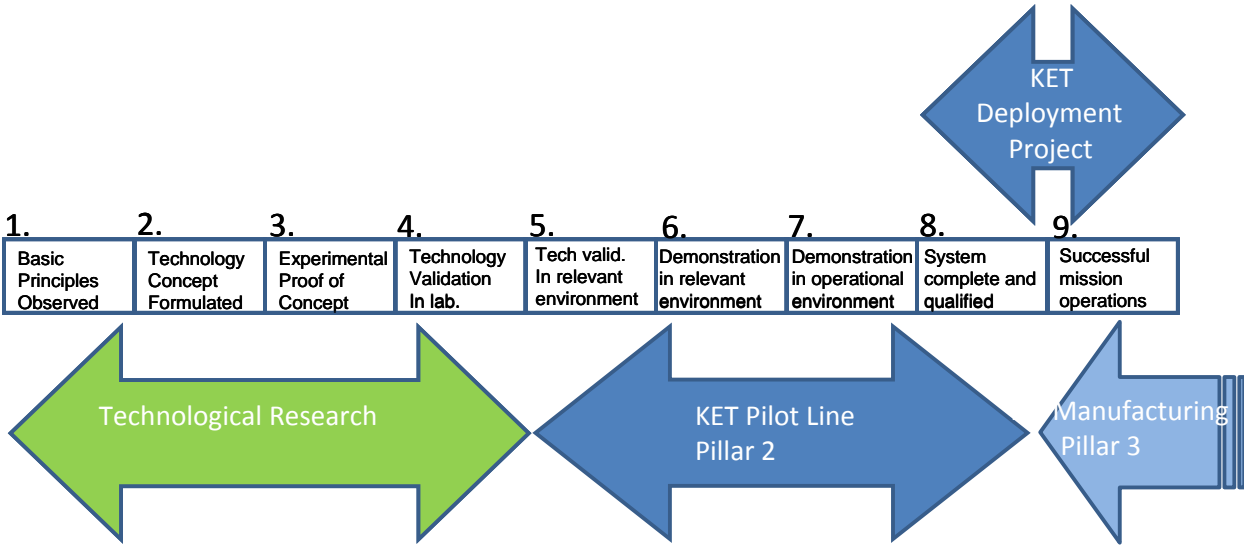 KET
Deployment
Project
1.
Basic
Principles
Observed
2.
Technology
Concept
Formulated
3.
Experimental
Proof of
Concept
4.
Technology
Validation
In lab.
5.
Tech valid.
In relevant
environment
6.
Demonstration
in relevant
environment
7.
Demonstration
in operational
environment
8.
System
complete and
qualified
9.
Successful
mission
operations
Technological Research
KET Pilot Line
Pillar 2
Manufacturing
Pillar 3